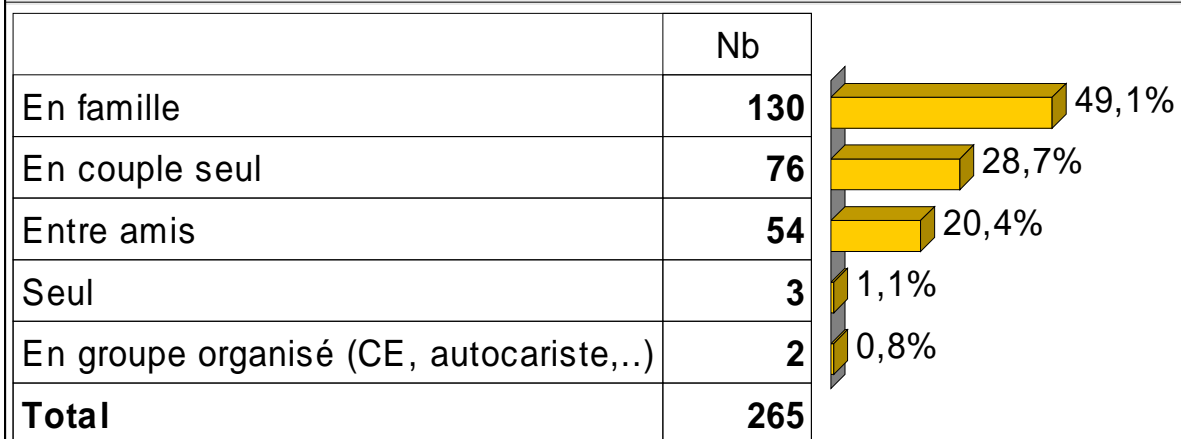 Nb
En famille 130 49,1%
En couple seul 76 28,7%
Entre amis 54 20,4%
Seul 3 1,1%
En groupe organisé (CE, autocariste,..) 2 0,8%
Total 265